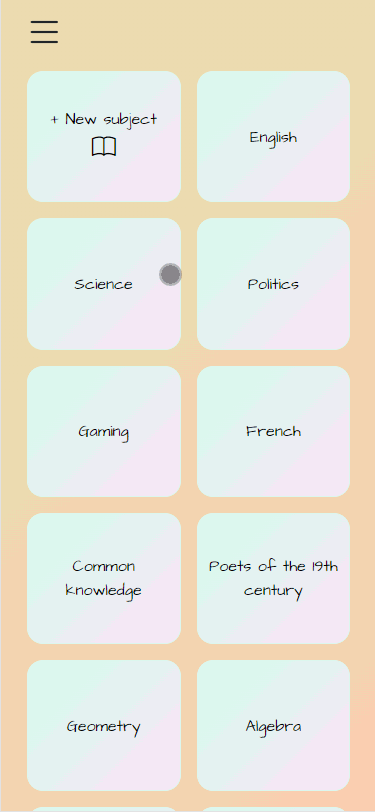 + New subject
English
Science
Politics
Gaming
French
Common
knowledge
Poets of the 19th
century
Geometry
Algebra